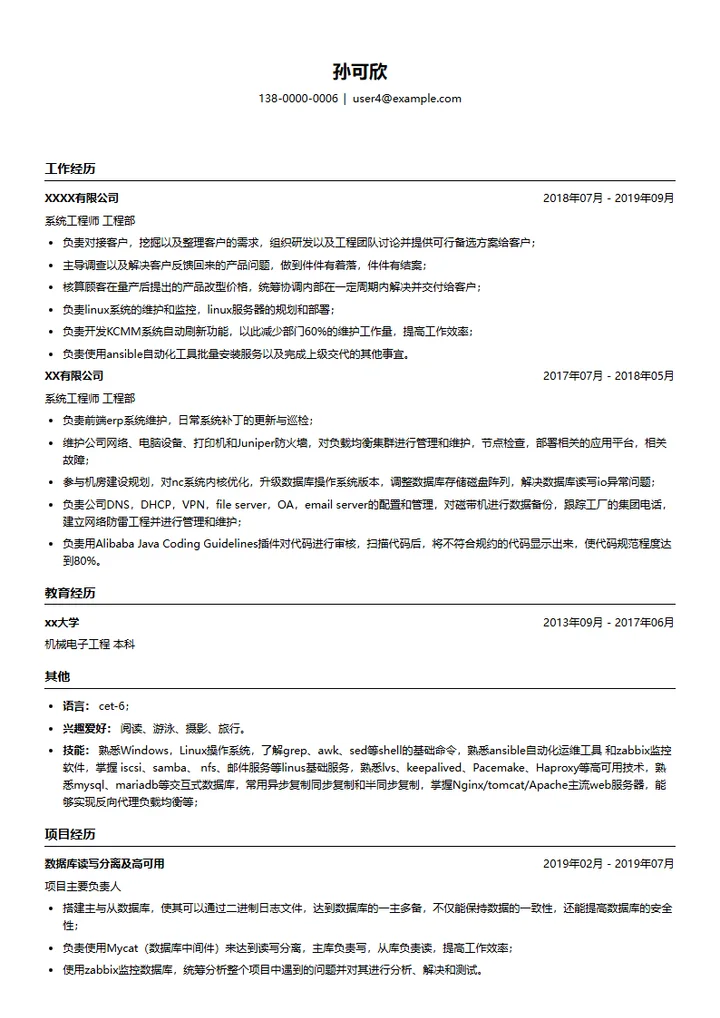 孙可欣
138-0000-0006 | user4@example.com
工作经历
XXXX有限公司 2018年07月 - 2019年09月
系统工程师 工程部
• 负责对接客户，挖掘以及整理客户的需求，组织研发以及工程团队讨论并提供可行备选方案给客户；
• 主导调查以及解决客户反馈回来的产品问题，做到件件有着落，件件有结案；
• 核算顾客在量产后提出的产品改型价格，统筹协调内部在一定周期内解决并交付给客户；
• 负责linux系统的维护和监控，linux服务器的规划和部署；
• 负责开发KCMM系统自动刷新功能，以此减少部门60%的维护工作量，提高工作效率；
• 负责使用ansible自动化工具批量安装服务以及完成上级交代的其他事宜。
XX有限公司 2017年07月 - 2018年05月
系统工程师 工程部
• 负责前端erp系统维护，日常系统补丁的更新与巡检；
• 维护公司网络、电脑设备、打印机和Juniper防火墙，对负载均衡集群进行管理和维护，节点检查，部署相关的应用平台，相关
故障；
• 参与机房建设规划，对nc系统内核优化，升级数据库操作系统版本，调整数据库存储磁盘阵列，解决数据库读写io异常问题；
• 负责公司DNS，DHCP，VPN，file server，OA，email server的配置和管理，对磁带机进行数据备份，跟踪工厂的集团电话，
建立网络防雷工程并进行管理和维护；
• 负责用Alibaba Java Coding Guidelines插件对代码进行审核，扫描代码后，将不符合规约的代码显示出来，使代码规范程度达
到80%。
教育经历
xx大学 2013年09月 - 2017年06月
机械电子工程 本科
其他
• 语言： cet-6；
• 兴趣爱好： 阅读、游泳、摄影、旅行。
• 技能： 熟悉Windows，Linux操作系统，了解grep、awk、sed等shell的基础命令，熟悉ansible自动化运维工具 和zabbix监控
软件，掌握 iscsi、samba、 nfs、邮件服务等linus基础服务，熟悉lvs、keepalived、Pacemake、Haproxy等高可用技术，熟
悉mysql、mariadb等交互式数据库，常用异步复制同步复制和半同步复制，掌握Nginx/tomcat/Apache主流web服务器，能
够实现反向代理负载均衡等；
项目经历
数据库读写分离及高可用 2019年02月 - 2019年07月
项目主要负责人
• 搭建主与从数据库，使其可以通过二进制日志文件，达到数据库的一主多备，不仅能保持数据的一致性，还能提高数据库的安全
性；
• 负责使用Mycat（数据库中间件）来达到读写分离，主库负责写，从库负责读，提高工作效率；
• 使用zabbix监控数据库，统筹分析整个项目中遇到的问题并对其进行分析、解决和测试。